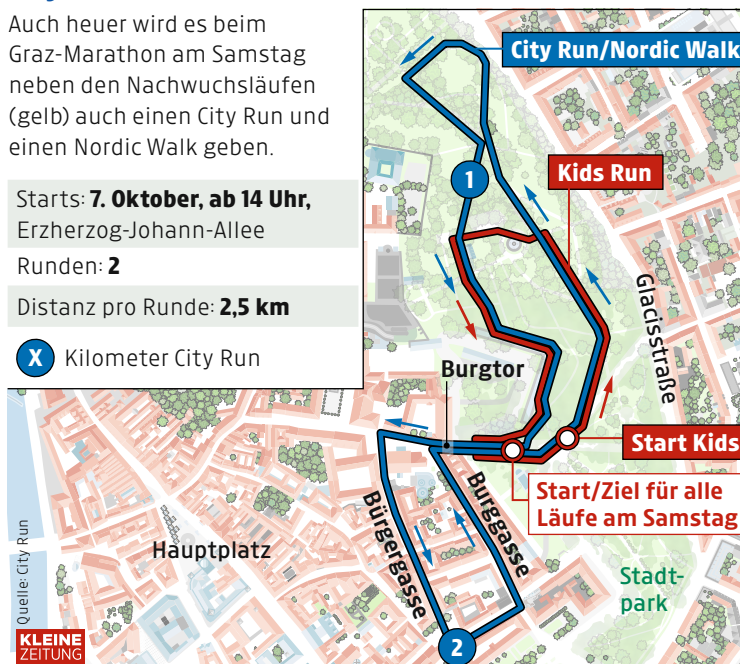 Auch heuer wird es beim
Graz-Marathon am Samstag
neben den Nachwuchsläufen
(gelb) auch einen City Run und
einen Nordic Walk geben.
Starts: 7. Oktober, ab 14 Uhr,
Erzherzog-Johann-Allee
Runden: 2
Distanz pro Runde: 2,5 km
X Kilometer City Run
City Run/Nordic Walk
1
Kids Run
Glacisstraße
Burgtor
Start Kids
Start/Ziel für alle
Läufe am Samstag
Bürgergasse
Burggasse
Hauptplatz
Stadt-
park
2
Quelle: City Run
KLEINE
ZEITUNG